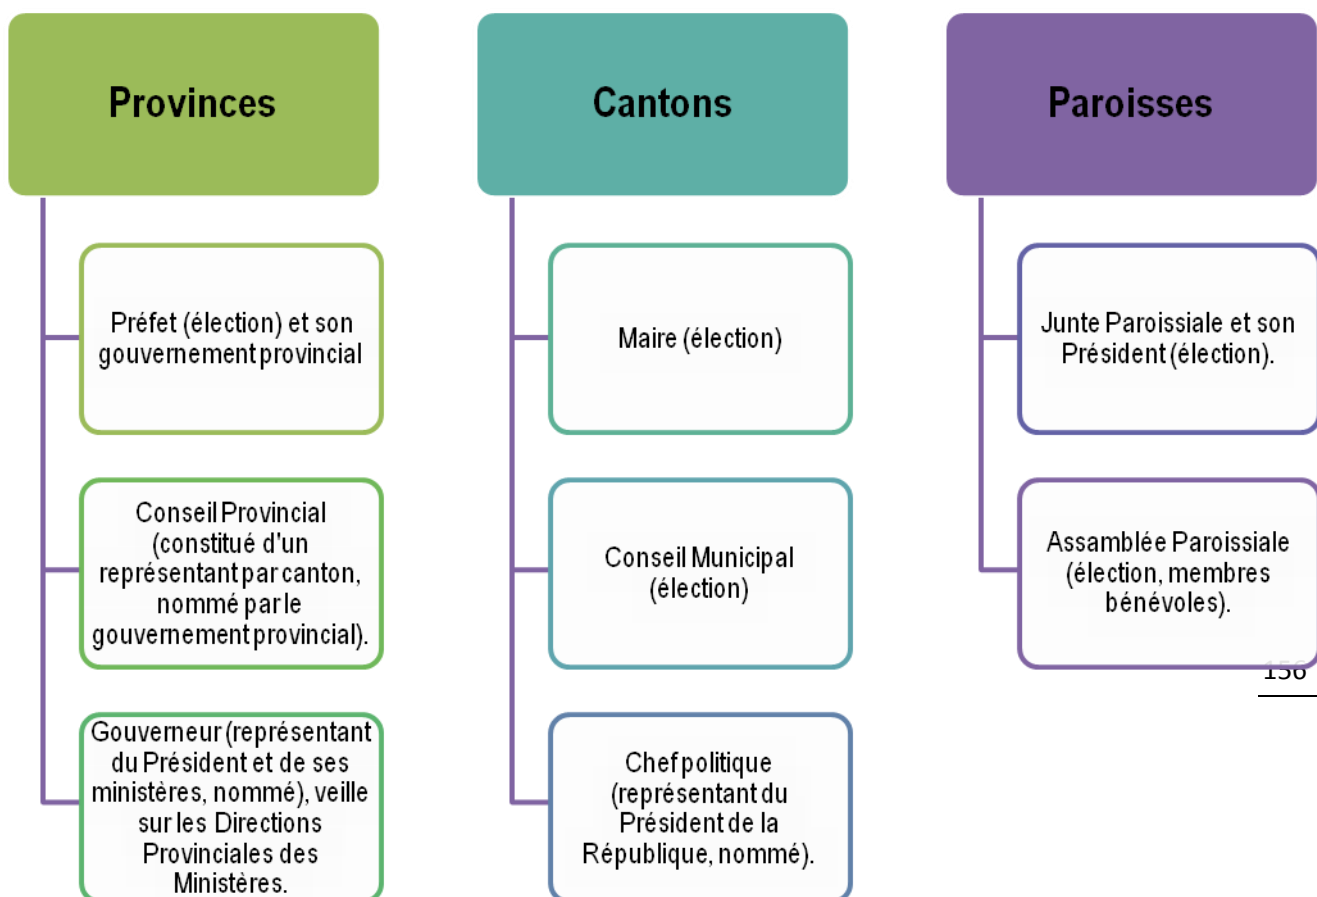 Provinces
Préfet (élection) et son
gouvernement provincial
Conseil Provincial
(constitué d'un
représentant par canton,
nommé par le
gouvernement provincial).
Gouverneur (représentant
du Président et de ses
ministères, nommé), veille
sur les Directions
Provinciales des
Ministères.
Cantons
Maire (élection)
Conseil Municipal
(élection)
Chef politique
(représentant du
Président de la
République, nommé).
Paroisses
Junte Paroissiale et son
Président (élection).
Assamblée Paroissiale
(élection, membres
bénévoles).
156